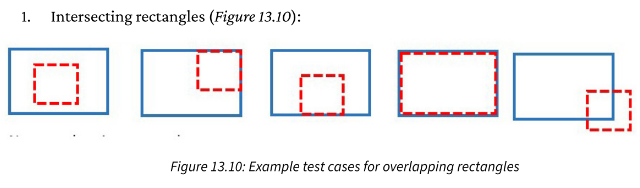 1. Intersecting rectangles (Figure 13.10):
Figure 13.10: Example test cases for overlapping rectangles